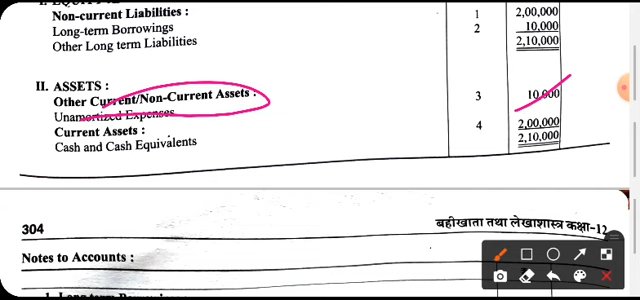 I. EQUITY
Non-current Liabilities :
Long-term Borrowings 1 2,00,000
Other Long term Liabilities 2 10,000
2,10,000
II. ASSETS :
Other Current/Non-Current Assets :
Unamortized Expenses 3 10,000
Current Assets :
Cash and Cash Equivalents 4 2,00,000
2,10,000
304 बहीखाता तथा लेखाशास्त्र कक्षा-12
Notes to Accounts :